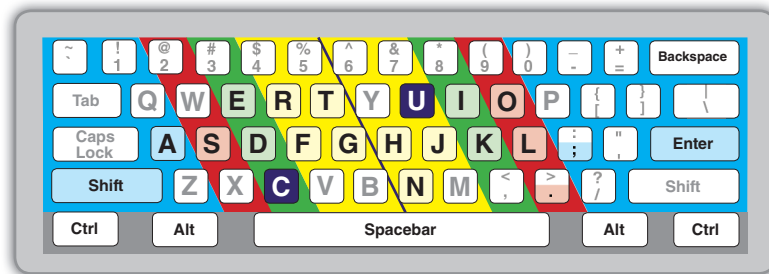 ~ ! @ # $ % ^ & * ( ) _ +
` 1 2 3 4 5 6 7 8 9 0 - = Backspace
Tab Q W E R T Y U I O P { } |
[ ] \
Caps A S D F G H J K L : " Enter
Lock ; ,
Shift Z X C V B N M < > ? Shift
, . /
Ctrl Alt Spacebar Alt Ctrl